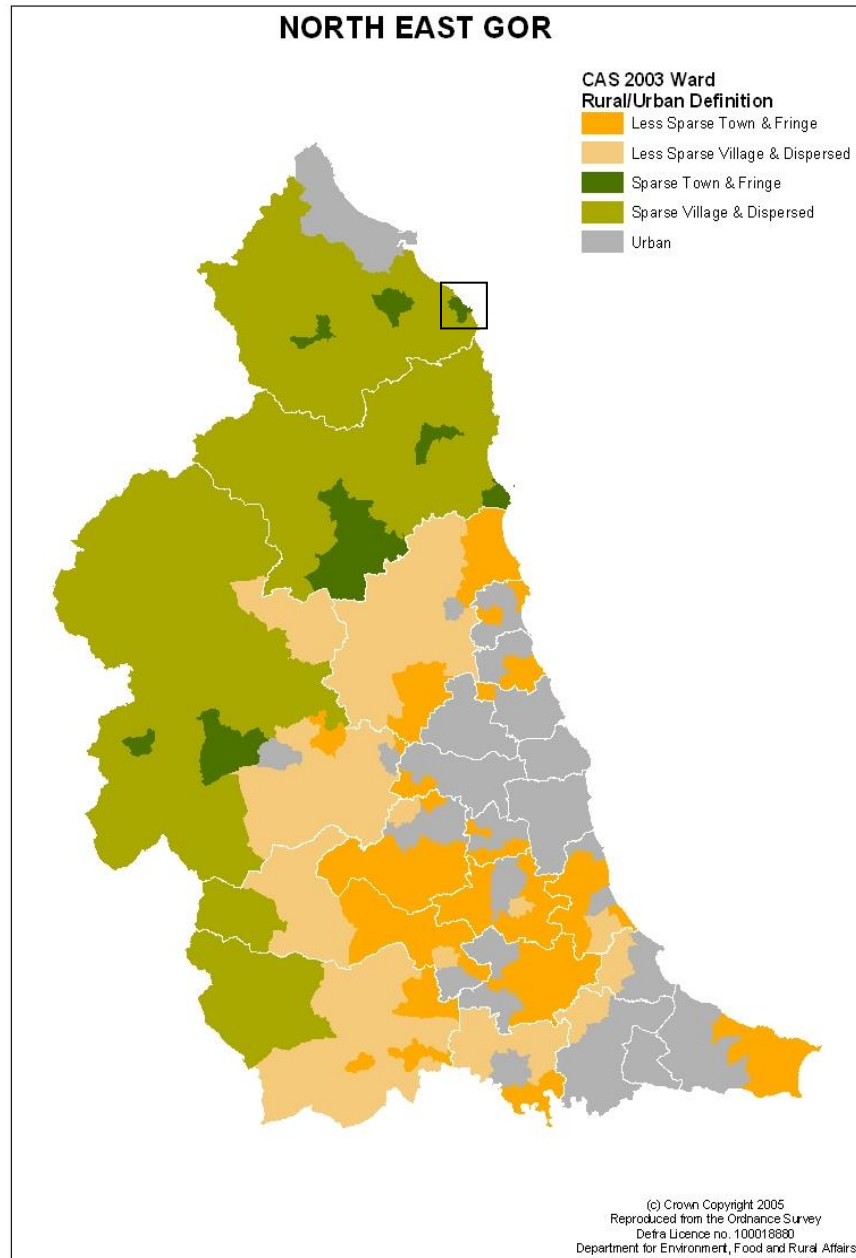 NORTH EAST GOR
CAS 2003 Ward
Rural/Urban Definition
Less Sparse Town & Fringe
Less Sparse Village & Dispersed
Sparse Town & Fringe
Sparse Village & Dispersed
Urban
(c) Crown Copyright 2005
Reproduced from the Ordnance Survey
Defra Licence no. 100018880
Department for Environment, Food and Rural Affairs